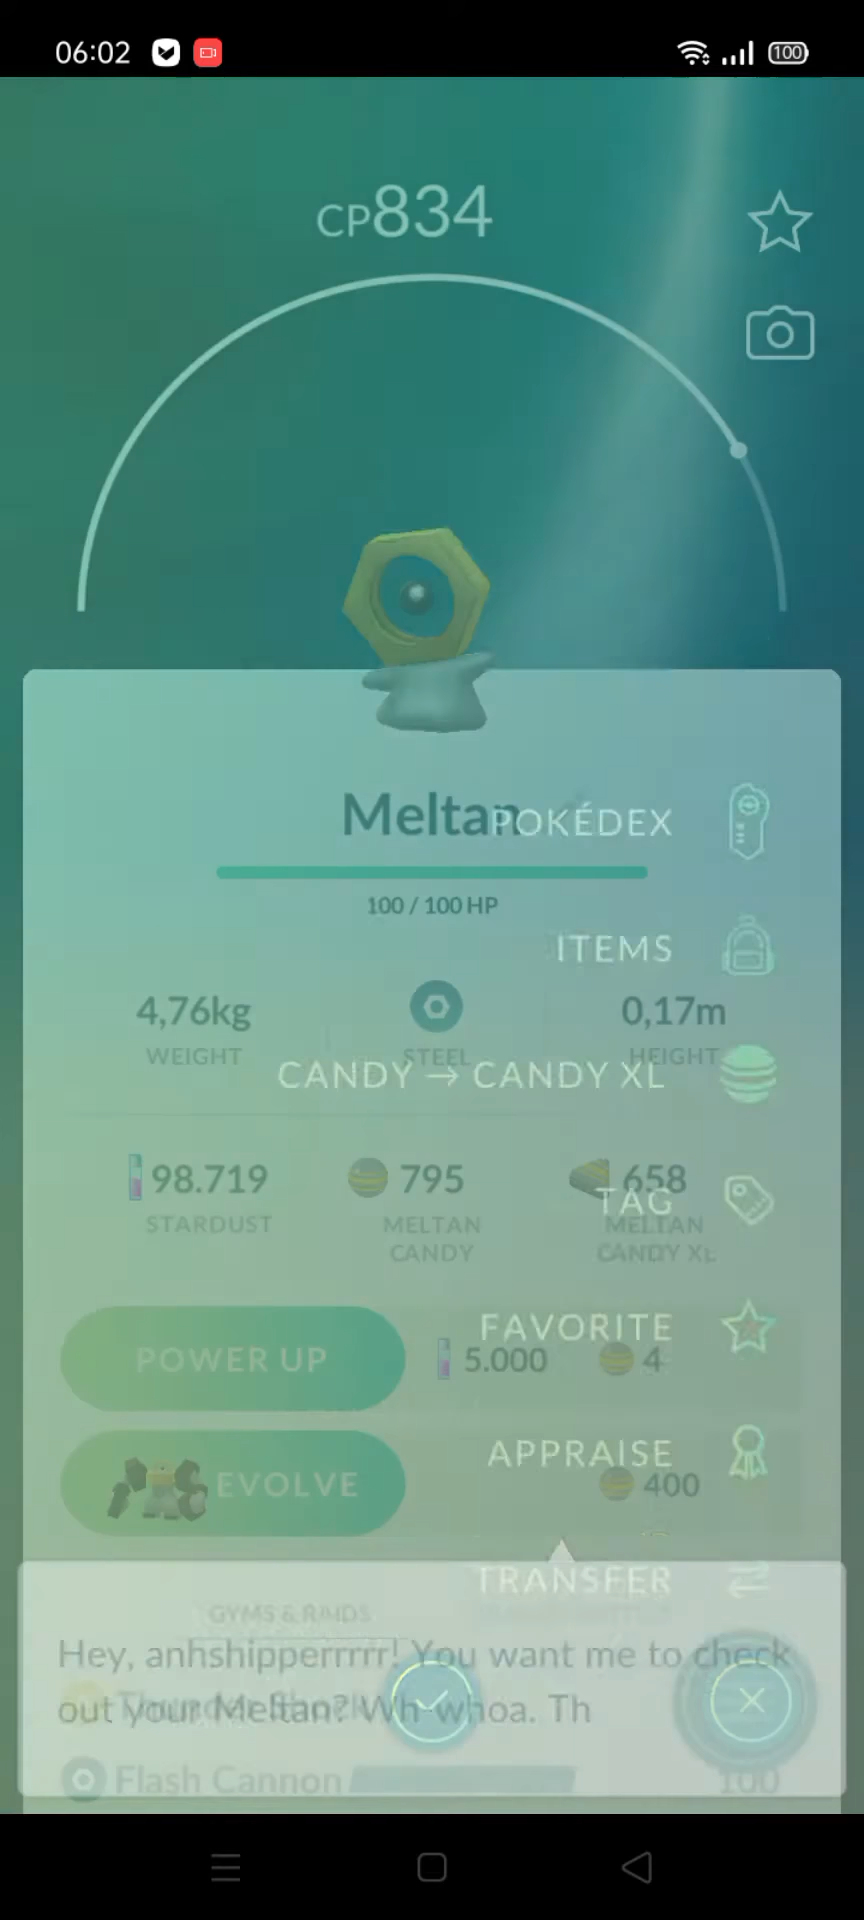 06:02
100
CP834
Meltan
POKÉDEX
100 / 100 HP
ITEMS
4,76kg
0,17m
WEIGHT
STEEL
HEIGHT
CANDY → CANDY XL
98.719
795
658
TAG
STARDUST
MELTAN CANDY
MELTAN CANDY XL
FAVORITE
POWER UP
5.000
4
APPRAISE
EVOLVE
400
TRANSFER
GYMS & RAIDS
Hey, anhshipperrrrr! You want me to check
out your Meltan? Wh-whoa. Th
Thunder Shock
Flash Cannon
100